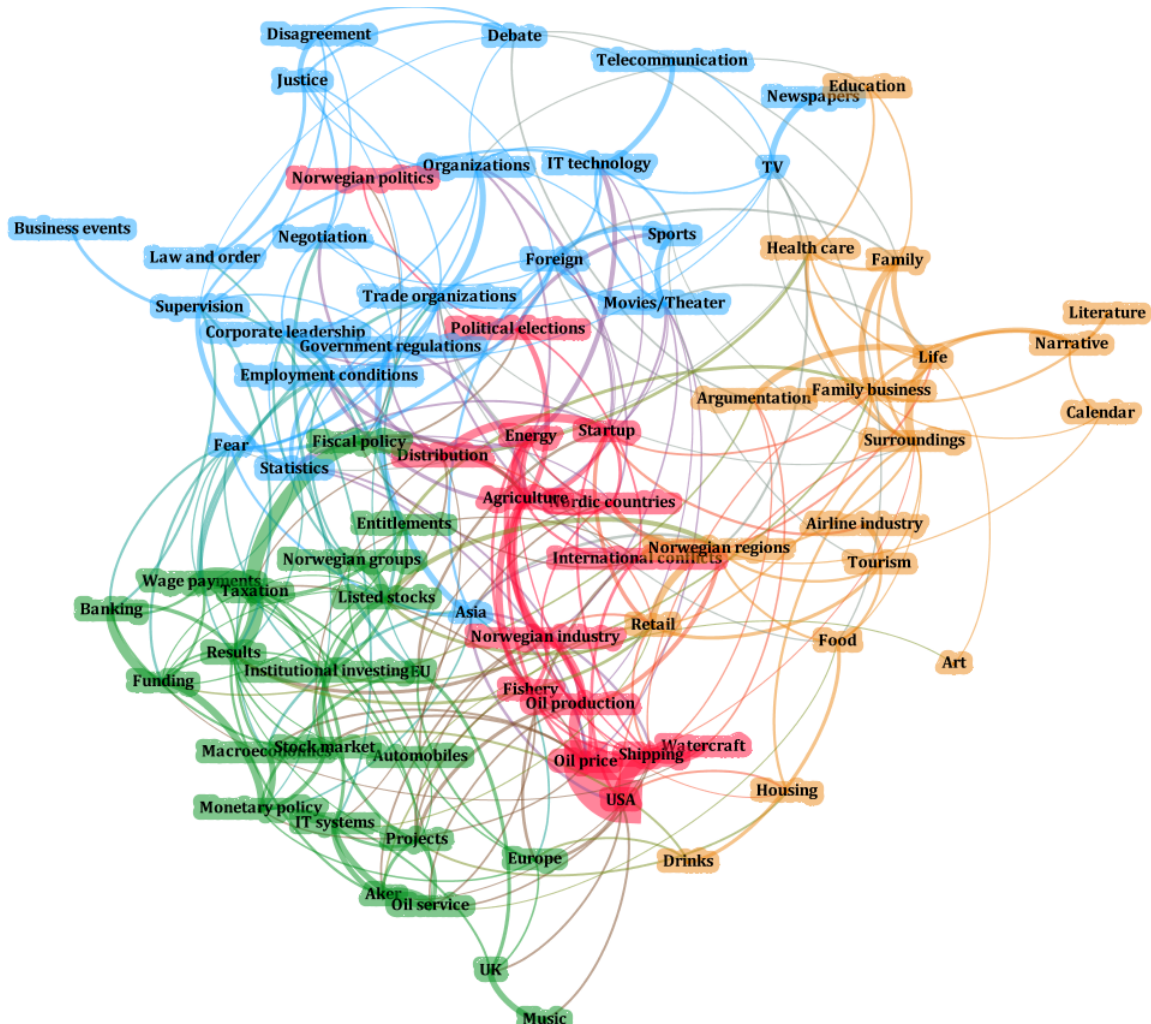 Disagreement
Debate
Telecommunication
Justice
Education
Newspapers
Organizations
IT technology
TV
Norwegian politics
Business events
Negotiation
Sports
Law and order
Foreign
Health care
Family
Supervision
Trade organizations
Movies/Theater
Literature
Corporate leadership
Political elections
Government regulations
Narrative
Life
Employment conditions
Argumentation
Family business
Calendar
Fear
Fiscal policy
Energy
Startup
Surroundings
Statistics
Distribution
Agriculture
Nordic countries
Entitlements
Airline industry
Norwegian groups
International conflicts
Norwegian regions
Tourism
Wage payments
Taxation
Listed stocks
Banking
Asia
Retail
Norwegian industry
Food
Results
Institutional investing
EU
Art
Funding
Fishery
Oil production
Macroeconomics
Stock market
Automobiles
Oil price
Shipping
Watercraft
Monetary policy
USA
Housing
IT systems
Projects
Europe
Drinks
Aker
Oil service
UK
Music